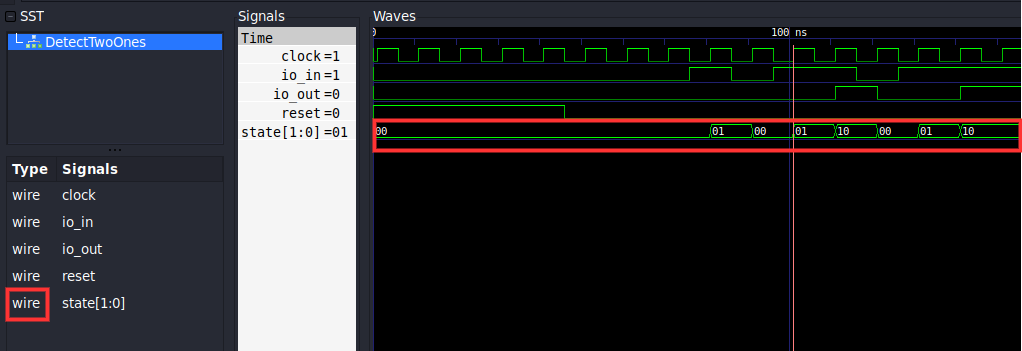 SST
DetectTwoOnes
Type Signals
wire clock
wire io_in
wire io_out
wire reset
wire state[1:0]
Signals
Time
clock=1
io_in=1
io_out=0
reset=0
state[1:0]=01
Waves
0 100 ns
00 01 00 01 10 00 01 10